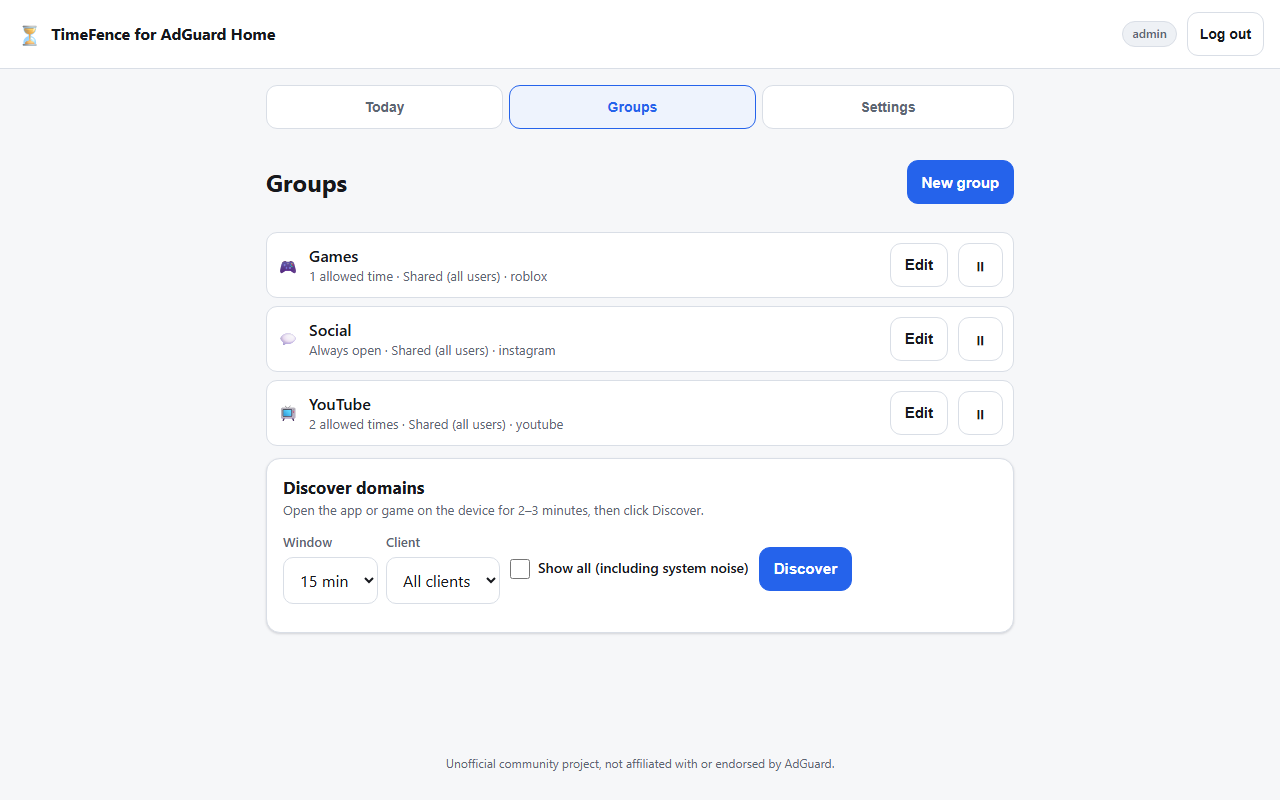 TimeFence for AdGuard Home
admin
Log out
Today
Groups
Settings
Groups
New group
Games
1 allowed time · Shared (all users) · roblox
Edit
Social
Always open · Shared (all users) · instagram
Edit
YouTube
2 allowed times · Shared (all users) · youtube
Edit
Discover domains
Open the app or game on the device for 2–3 minutes, then click Discover.
Window
Client
15 min
All clients
Show all (including system noise)
Discover
Unofficial community project, not affiliated with or endorsed by AdGuard.